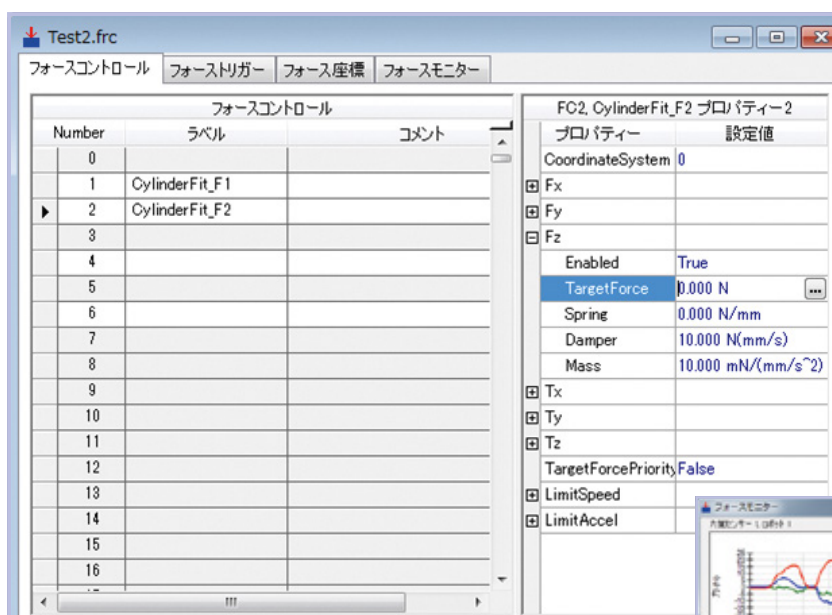 Test2.frc
フォースコントロール フォーストリガー フォース座標 フォースモニター
フォースコントロール
Number ラベル コメント
0
1 CylinderFit_F1
2 CylinderFit_F2
3
4
5
6
7
8
9
10
11
12
13
14
15
16
FC2, CylinderFit_F2 プロパティー2
プロパティー 設定値
CoordinateSystem 0
Fx
Fy
Fz
Enabled True
TargetForce 0.000 N ...
Spring 0.000 N/mm
Damper 10.000 N(mm/s)
Mass 10.000 mN/(mm/s^2)
Tx
Ty
Tz
TargetForcePriority False
LimitSpeed
LimitAccel
フォースモニター